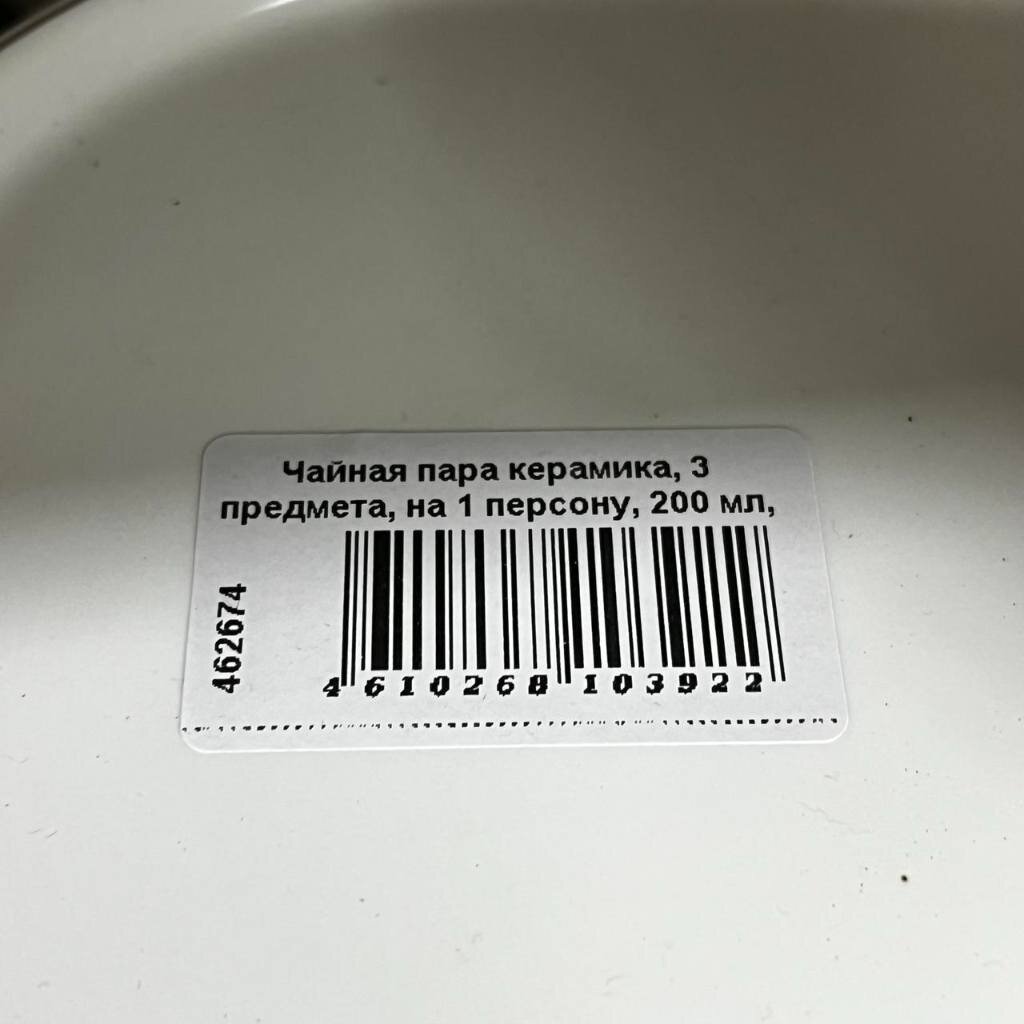 Чайная пара керамика, 3
предмета, на 1 персону, 200 мл,
462674
4 610268 103922